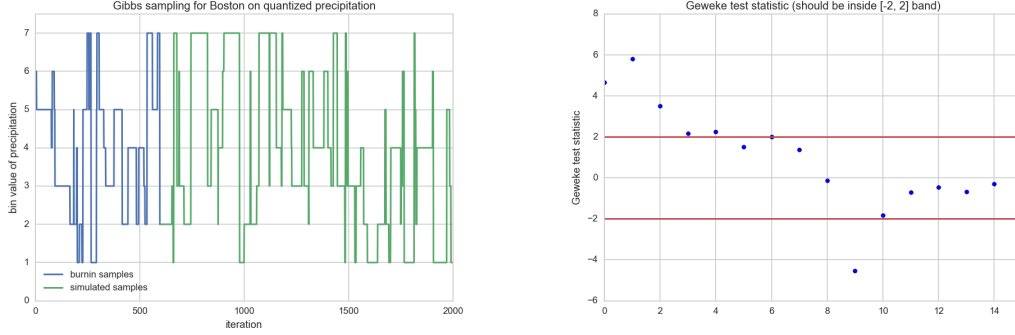 Gibbs sampling for Boston on quantized precipitation
bin value of precipitation
7
6
5
4
3
2
1
0
burnin samples
simulated samples
0 500 1000 1500 2000
iteration
Geweke test statistic (should be inside [-2, 2] band)
Geweke test statistic
8
6
4
2
0
−2
−4
−6
0 2 4 6 8 10 12 14